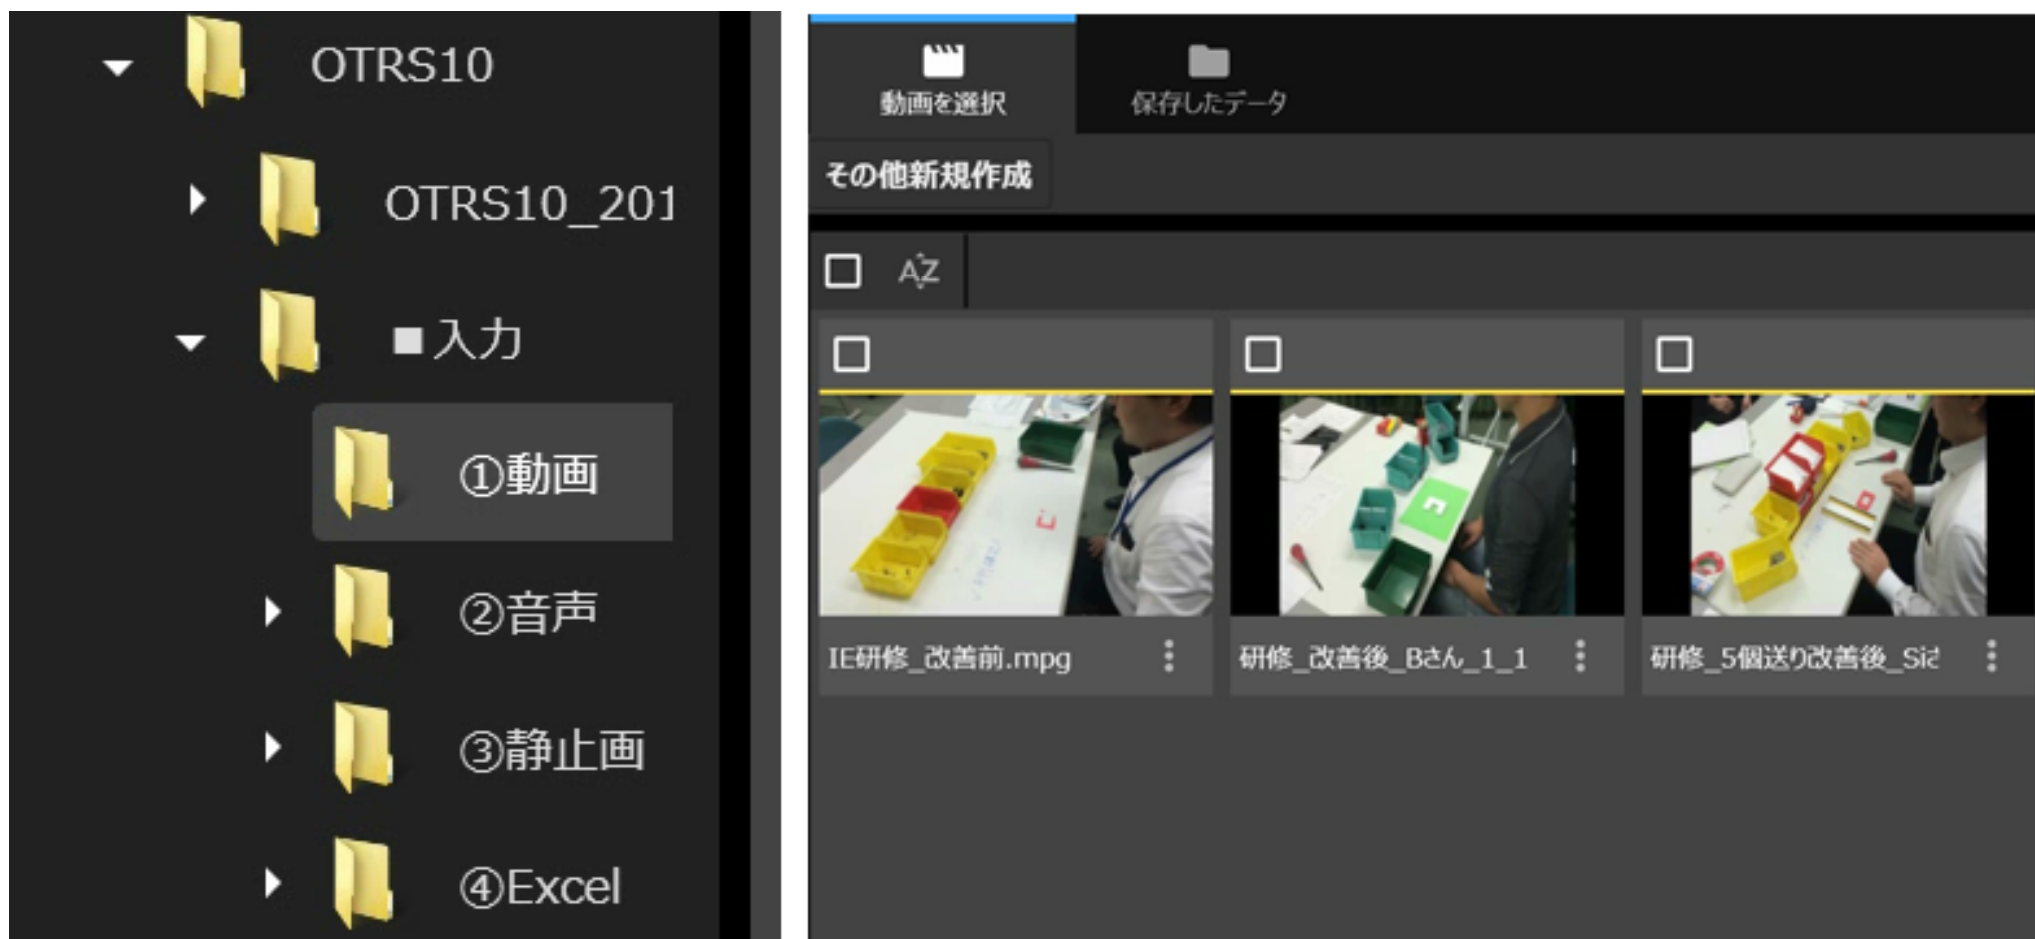 OTRS10
OTRS10_201
■入力
①動画
②音声
③静止画
④Excel
動画を選択
保存したデータ
その他新規作成
AZ
IE研修_改善前.mpg
研修_改善後_Bさん_1_1
研修_5個送り改善後_Siさ